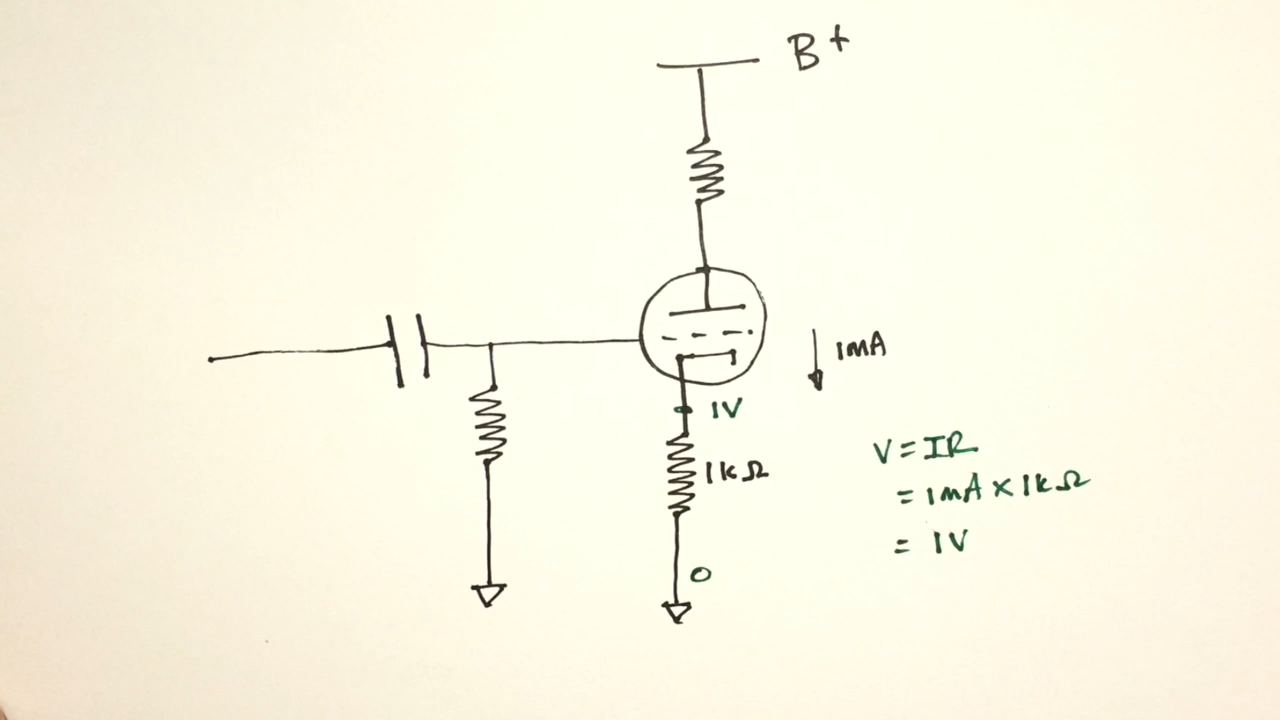 B+
1mA
1V
1kΩ
V=IR
=1mA×1kΩ
=1V
0